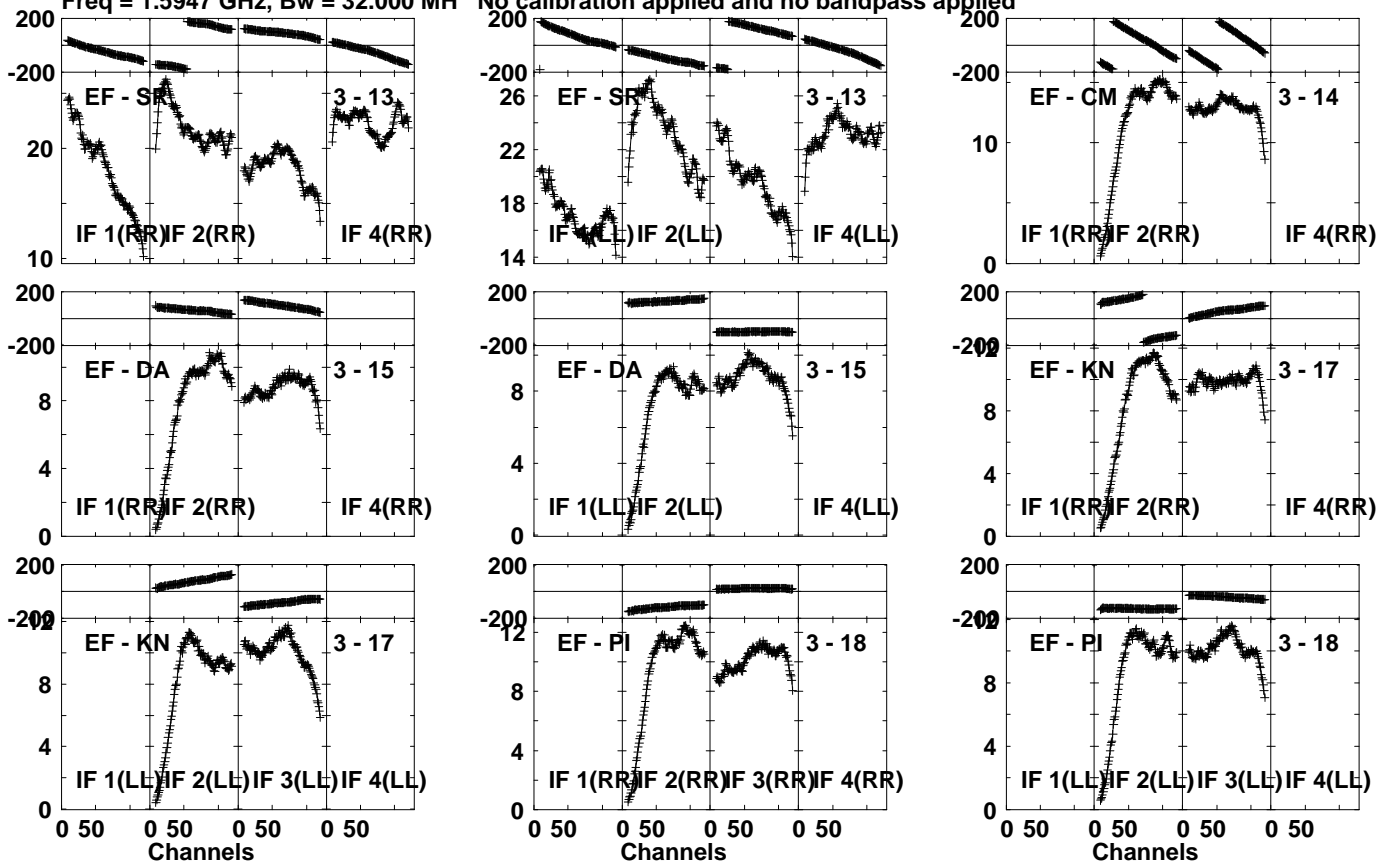 Freq = 1.5947 GHz, Bw = 32.000 MH No calibration applied and no bandpass applied
200
-200
EF - SR 3 - 13
20
10
IF 1(RR) IF 2(RR) IF 4(RR)
EF - SR 3 - 13
26
24
22
20
18
16
14
IF 1(LL) IF 2(LL) IF 4(LL)
200
-200
EF - CM 3 - 14
10
0
IF 1(RR) IF 2(RR) IF 4(RR)
200
-200
EF - DA 3 - 15
8
4
0
IF 1(RR) IF 2(RR) IF 4(RR)
200
-200
EF - DA 3 - 15
8
4
0
IF 1(LL) IF 2(LL) IF 4(LL)
200
-200
12
EF - KN 3 - 17
8
4
0
IF 1(RR) IF 2(RR) IF 4(RR)
200
-200
12
EF - KN 3 - 17
8
4
0
IF 1(LL) IF 2(LL) IF 3(LL) IF 4(LL)
0 50 0 50 0 50 0 50
Channels
200
-200
12
EF - PI 3 - 18
8
4
0
IF 1(RR) IF 2(RR) IF 3(RR) IF 4(RR)
0 50 0 50 0 50 0 50
Channels
200
-200
12
EF - PI 3 - 18
8
4
0
IF 1(LL) IF 2(LL) IF 3(LL) IF 4(LL)
0 50 0 50 0 50 0 50
Channels